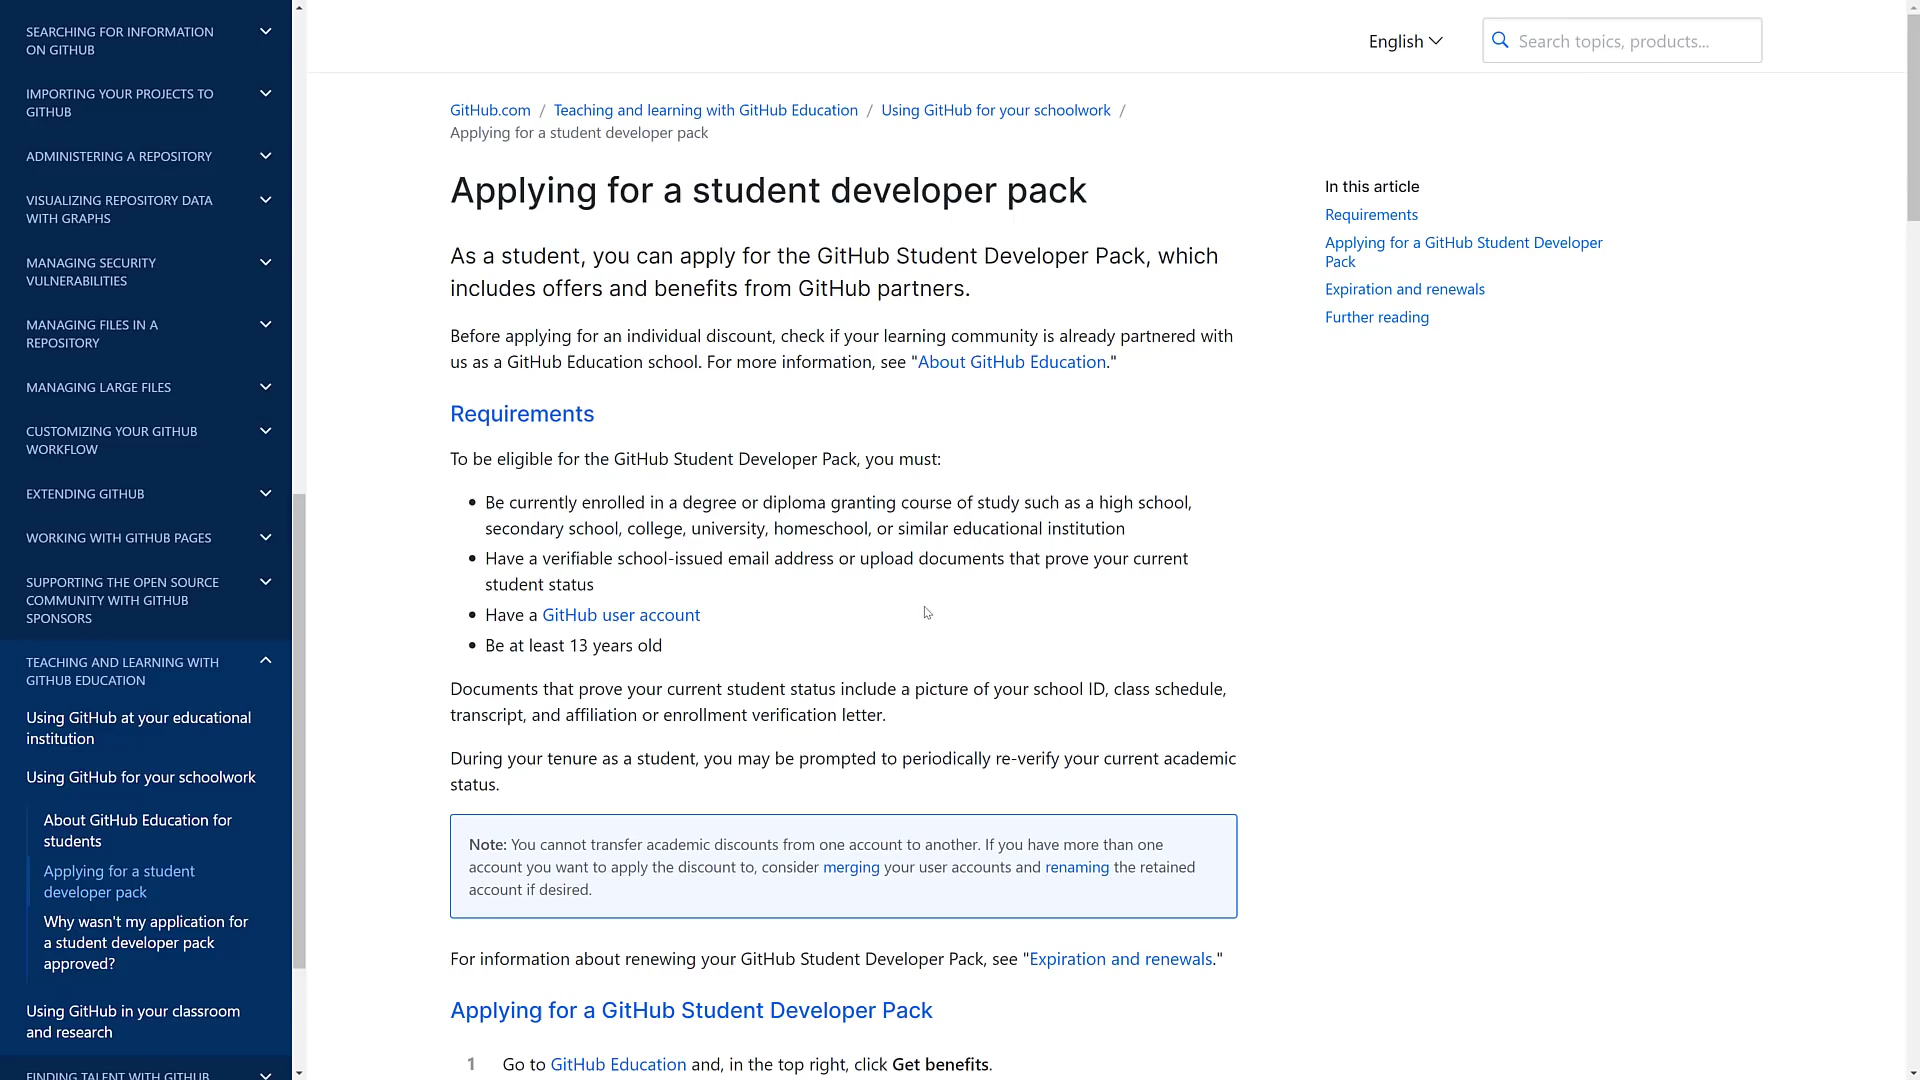 SEARCHING FOR INFORMATION
ON GITHUB
IMPORTING YOUR PROJECTS TO
GITHUB
ADMINISTERING A REPOSITORY
VISUALIZING REPOSITORY DATA
WITH GRAPHS
MANAGING SECURITY
VULNERABILITIES
MANAGING FILES IN A
REPOSITORY
MANAGING LARGE FILES
CUSTOMIZING YOUR GITHUB
WORKFLOW
EXTENDING GITHUB
WORKING WITH GITHUB PAGES
SUPPORTING THE OPEN SOURCE
COMMUNITY WITH GITHUB
SPONSORS
TEACHING AND LEARNING WITH
GITHUB EDUCATION
Using GitHub at your educational
institution
Using GitHub for your schoolwork
About GitHub Education for
students
Applying for a student
developer pack
Why wasn't my application for
a student developer pack
approved?
Using GitHub in your classroom
and research
FINDING TALENT WITH GITHUB
English
Search topics, products...
GitHub.com / Teaching and learning with GitHub Education / Using GitHub for your schoolwork /
Applying for a student developer pack
Applying for a student developer pack
As a student, you can apply for the GitHub Student Developer Pack, which
includes offers and benefits from GitHub partners.
Before applying for an individual discount, check if your learning community is already partnered with
us as a GitHub Education school. For more information, see "About GitHub Education."
Requirements
To be eligible for the GitHub Student Developer Pack, you must:
Be currently enrolled in a degree or diploma granting course of study such as a high school,
secondary school, college, university, homeschool, or similar educational institution
Have a verifiable school-issued email address or upload documents that prove your current
student status
Have a GitHub user account
Be at least 13 years old
Documents that prove your current student status include a picture of your school ID, class schedule,
transcript, and affiliation or enrollment verification letter.
During your tenure as a student, you may be prompted to periodically re-verify your current academic
status.
Note: You cannot transfer academic discounts from one account to another. If you have more than one
account you want to apply the discount to, consider merging your user accounts and renaming the retained
account if desired.
For information about renewing your GitHub Student Developer Pack, see "Expiration and renewals."
Applying for a GitHub Student Developer Pack
1 Go to GitHub Education and, in the top right, click Get benefits.
In this article
Requirements
Applying for a GitHub Student Developer
Pack
Expiration and renewals
Further reading